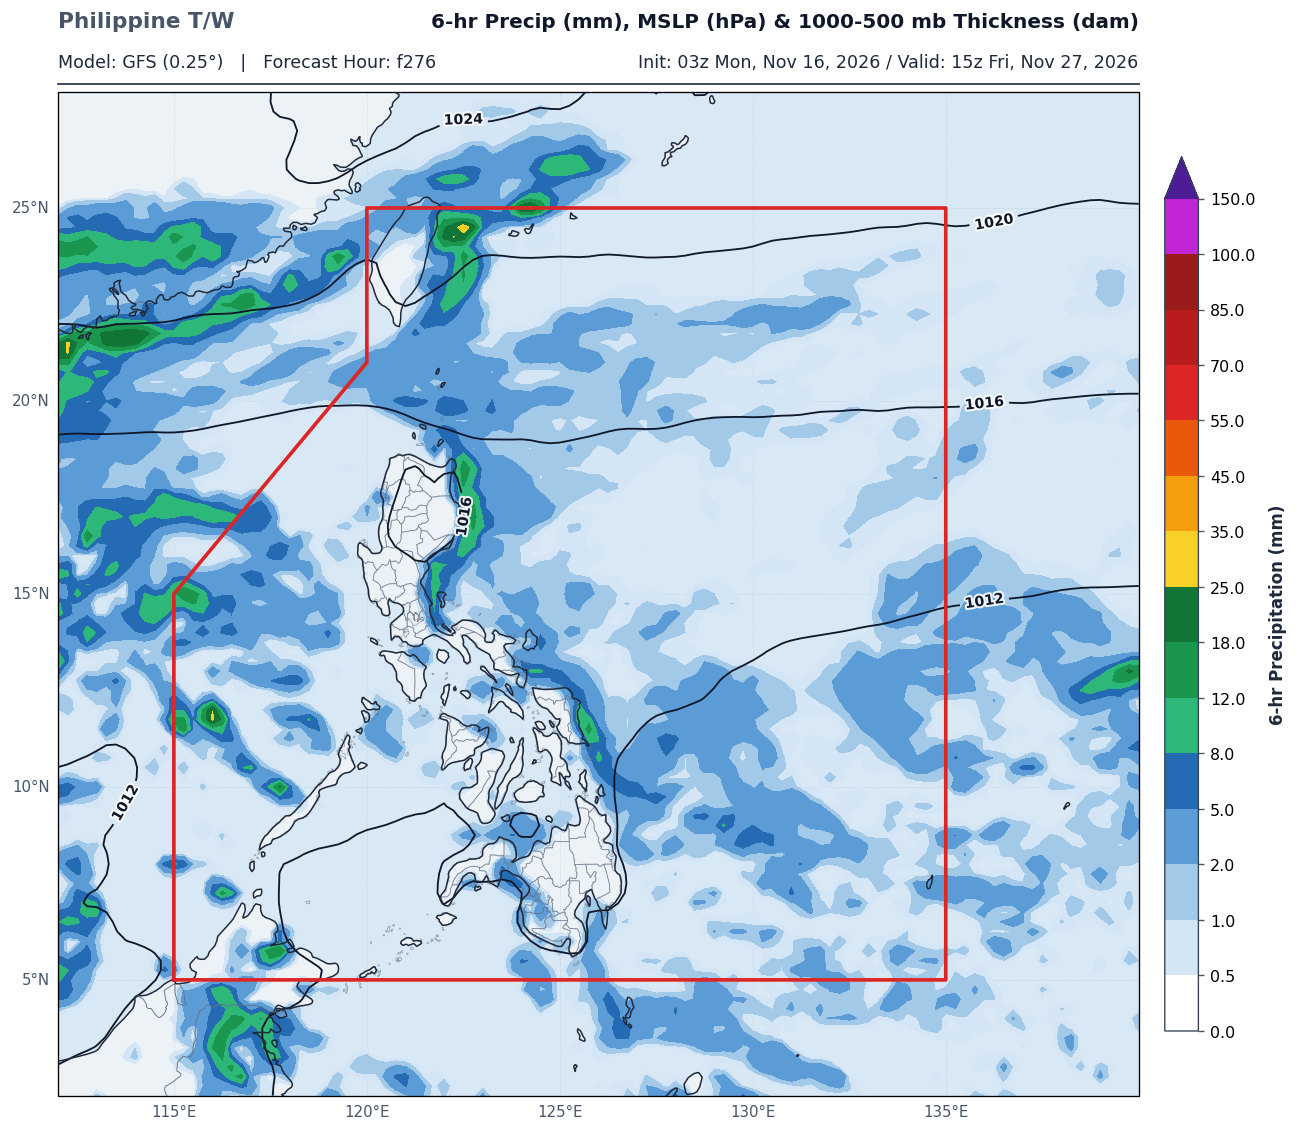 Philippine T/W
6-hr Precip (mm), MSLP (hPa) & 1000-500 mb Thickness (dam)
Model: GFS (0.25°) | Forecast Hour: f276
Init: 03z Mon, Nov 16, 2026 / Valid: 15z Fri, Nov 27, 2026
1024
1020
1016
1016
1012
1012
25°N
20°N
15°N
10°N
5°N
115°E
120°E
125°E
130°E
135°E
150.0
100.0
85.0
70.0
55.0
45.0
35.0
25.0
18.0
12.0
8.0
5.0
2.0
1.0
0.5
0.0
6-hr Precipitation (mm)